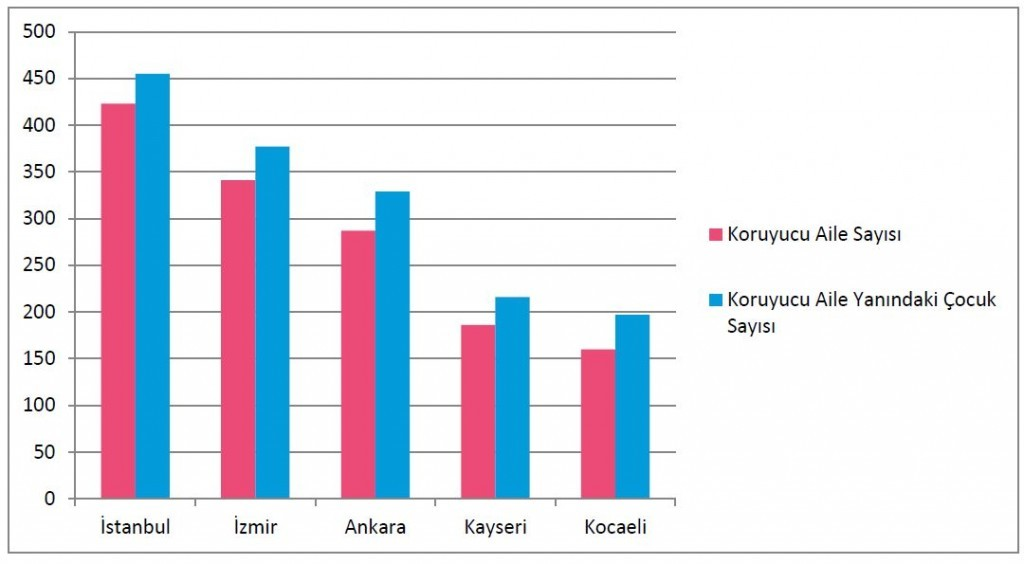 500
450
400
350
300
250
200
150
100
50
0
İstanbul
İzmir
Ankara
Kayseri
Kocaeli
Koruyucu Aile Sayısı
Koruyucu Aile Yanındaki Çocuk
Sayısı